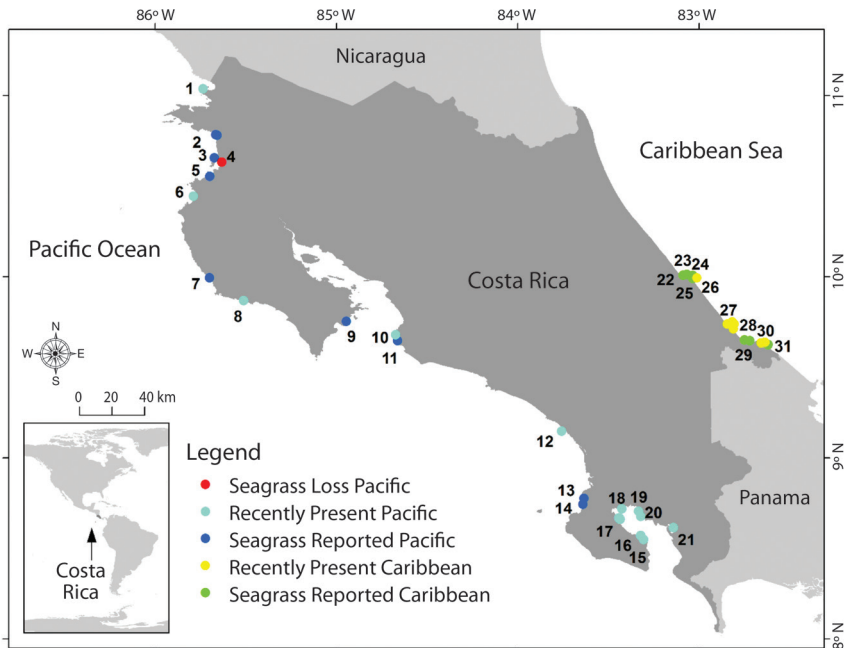 86° W
85° W
84° W
83° W
Nicaragua
11° N
1
Caribbean Sea
2
3
4
5
6
Pacific Ocean
10° N
Costa Rica
23
24
22
25
26
7
8
27
28
30
9
10
11
29
31
N
W
E
S
0 20 40 km
12
9° N
Legend
Seagrass Loss Pacific
Recently Present Pacific
Seagrass Reported Pacific
Recently Present Caribbean
Seagrass Reported Caribbean
13
14
18
19
20
17
16
15
21
Panama
Costa
Rica
8° N